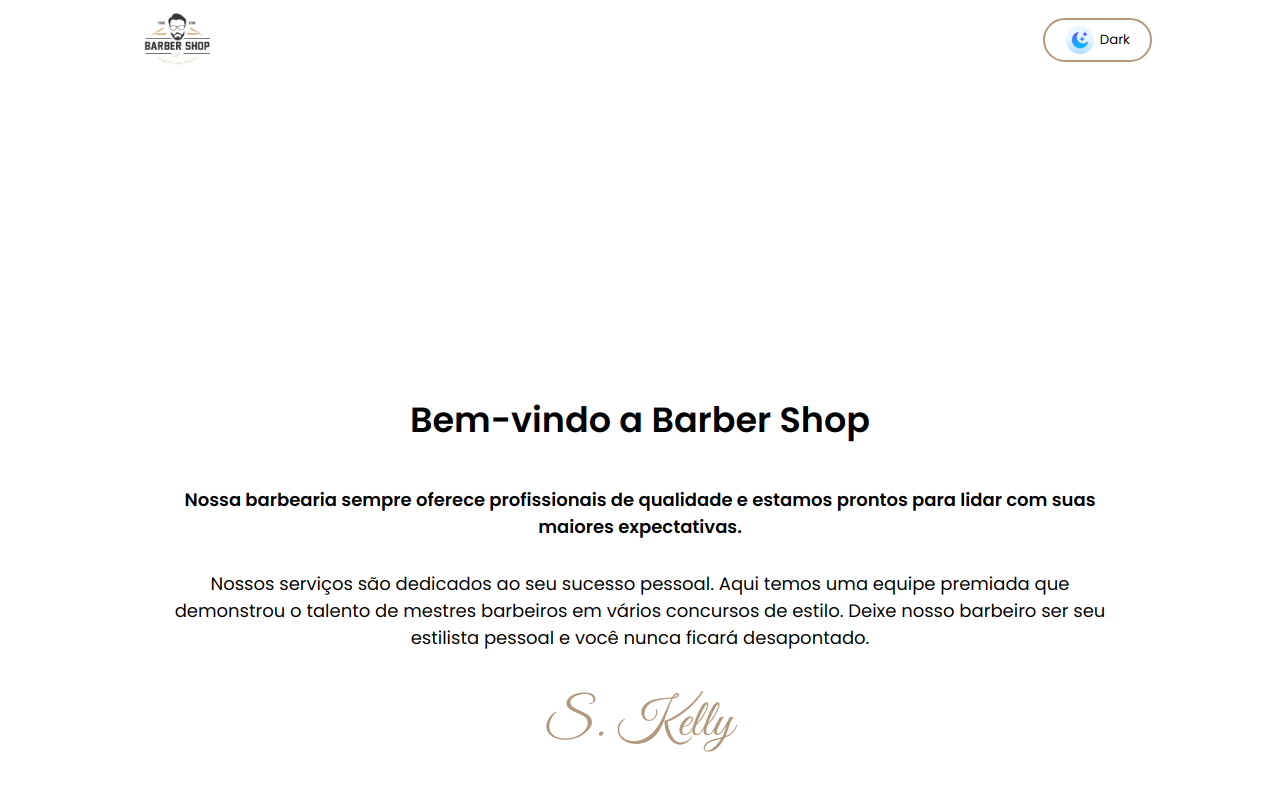 BARBER SHOP
Dark
Bem-vindo a Barber Shop
Nossa barbearia sempre oferece profissionais de qualidade e estamos prontos para lidar com suas
maiores expectativas.
Nossos serviços são dedicados ao seu sucesso pessoal. Aqui temos uma equipe premiada que
demonstrou o talento de mestres barbeiros em vários concursos de estilo. Deixe nosso barbeiro ser seu
estilista pessoal e você nunca ficará desapontado.
S. Kelly